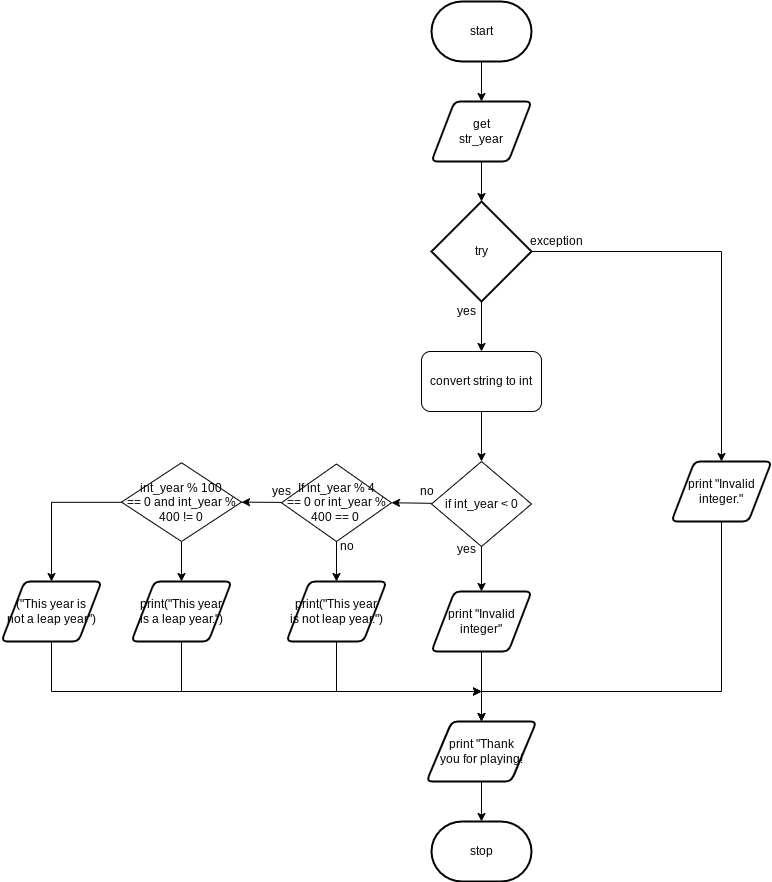 start
get
str_year
try
exception
yes
convert string to int
int_year % 100
== 0 and int_year %
400 != 0
yes
If int_year % 4
== 0 or int_year %
400 == 0
no
if int_year < 0
print "Invalid
integer."
no
yes
("This year is
not a leap year")
print("This year
is a leap year.")
print("This year
is not leap year.")
print "Invalid
integer"
print "Thank
you for playing!
stop